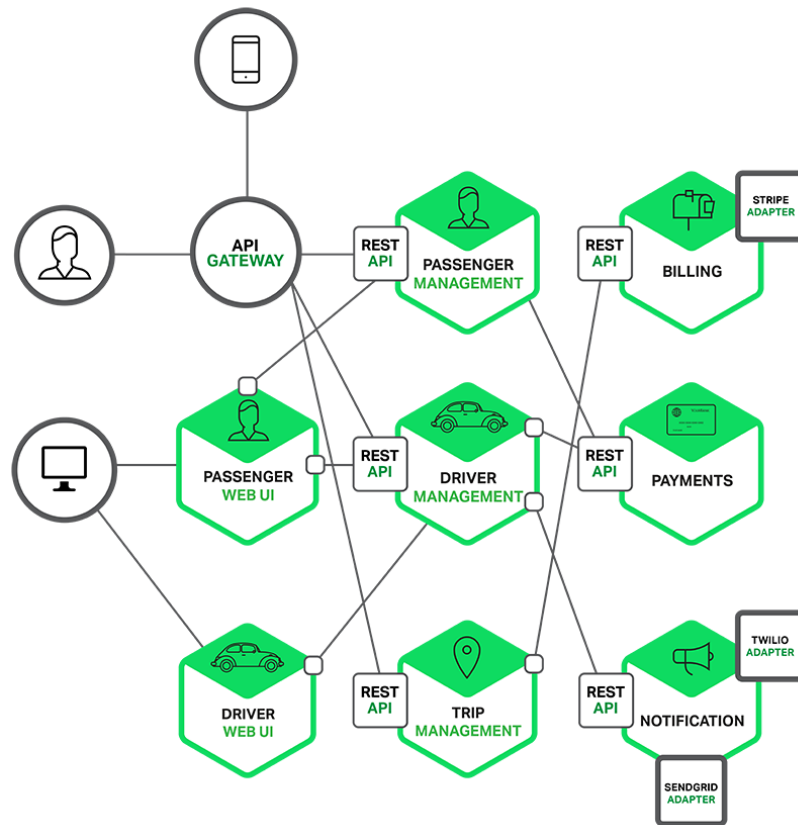 API
GATEWAY
REST
API
PASSENGER
MANAGEMENT
REST
API
BILLING
STRIPE
ADAPTER
PASSENGER
WEB UI
REST
API
DRIVER
MANAGEMENT
REST
API
PAYMENTS
DRIVER
WEB UI
REST
API
TRIP
MANAGEMENT
REST
API
NOTIFICATION
TWILIO
ADAPTER
SENDGRID
ADAPTER